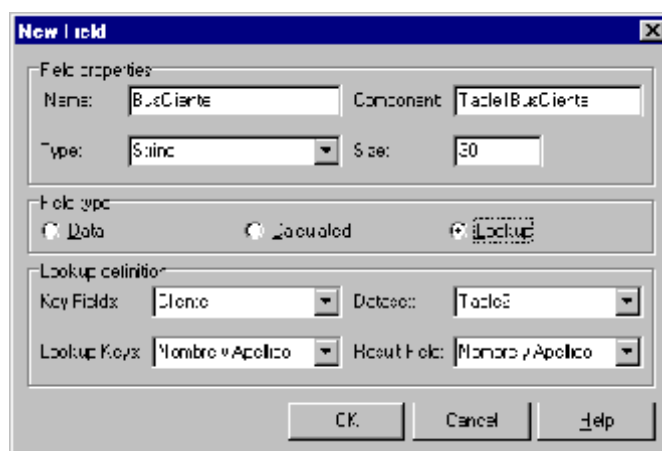 New Field
Field properties
Name: BusCliente Component: Table1BusCliente
Type: String Size: 30
Field type
Data Calculated Lookup
Lookup definition
Key Fields: Cliente Dataset: Table2
Lookup Keys: Nombre y Apellido Result Field: Nombre y Apellido
OK Cancel Help